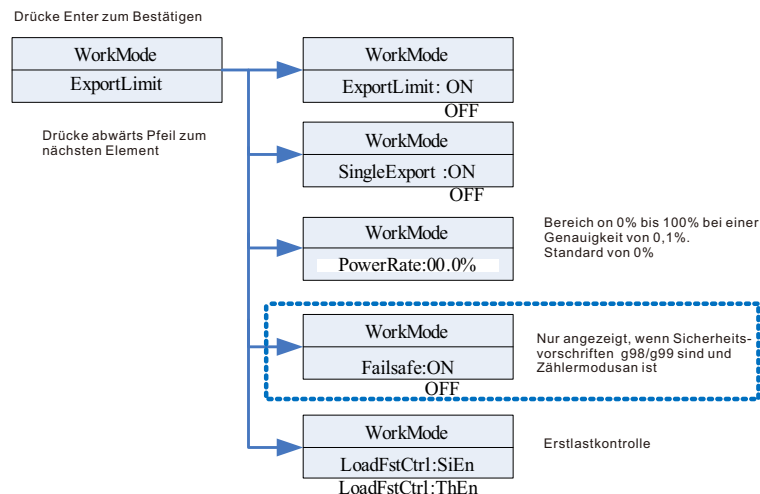 Drücke Enter zum Bestätigen
WorkMode
ExportLimit
WorkMode
ExportLimit: ON
OFF
Drücke abwärts Pfeil zum
nächsten Element
WorkMode
SingleExport :ON
OFF
WorkMode
PowerRate:00.0%
Bereich on 0% bis 100% bei einer
Genauigkeit von 0,1%.
Standard von 0%
WorkMode
Failsafe:ON
OFF
Nur angezeigt, wenn Sicherheits-
vorschriften g98/g99 sind und
Zählermodusan ist
WorkMode
LoadFstCtrl:SiEn
LoadFstCtrl:ThEn
Erstlastkontrolle